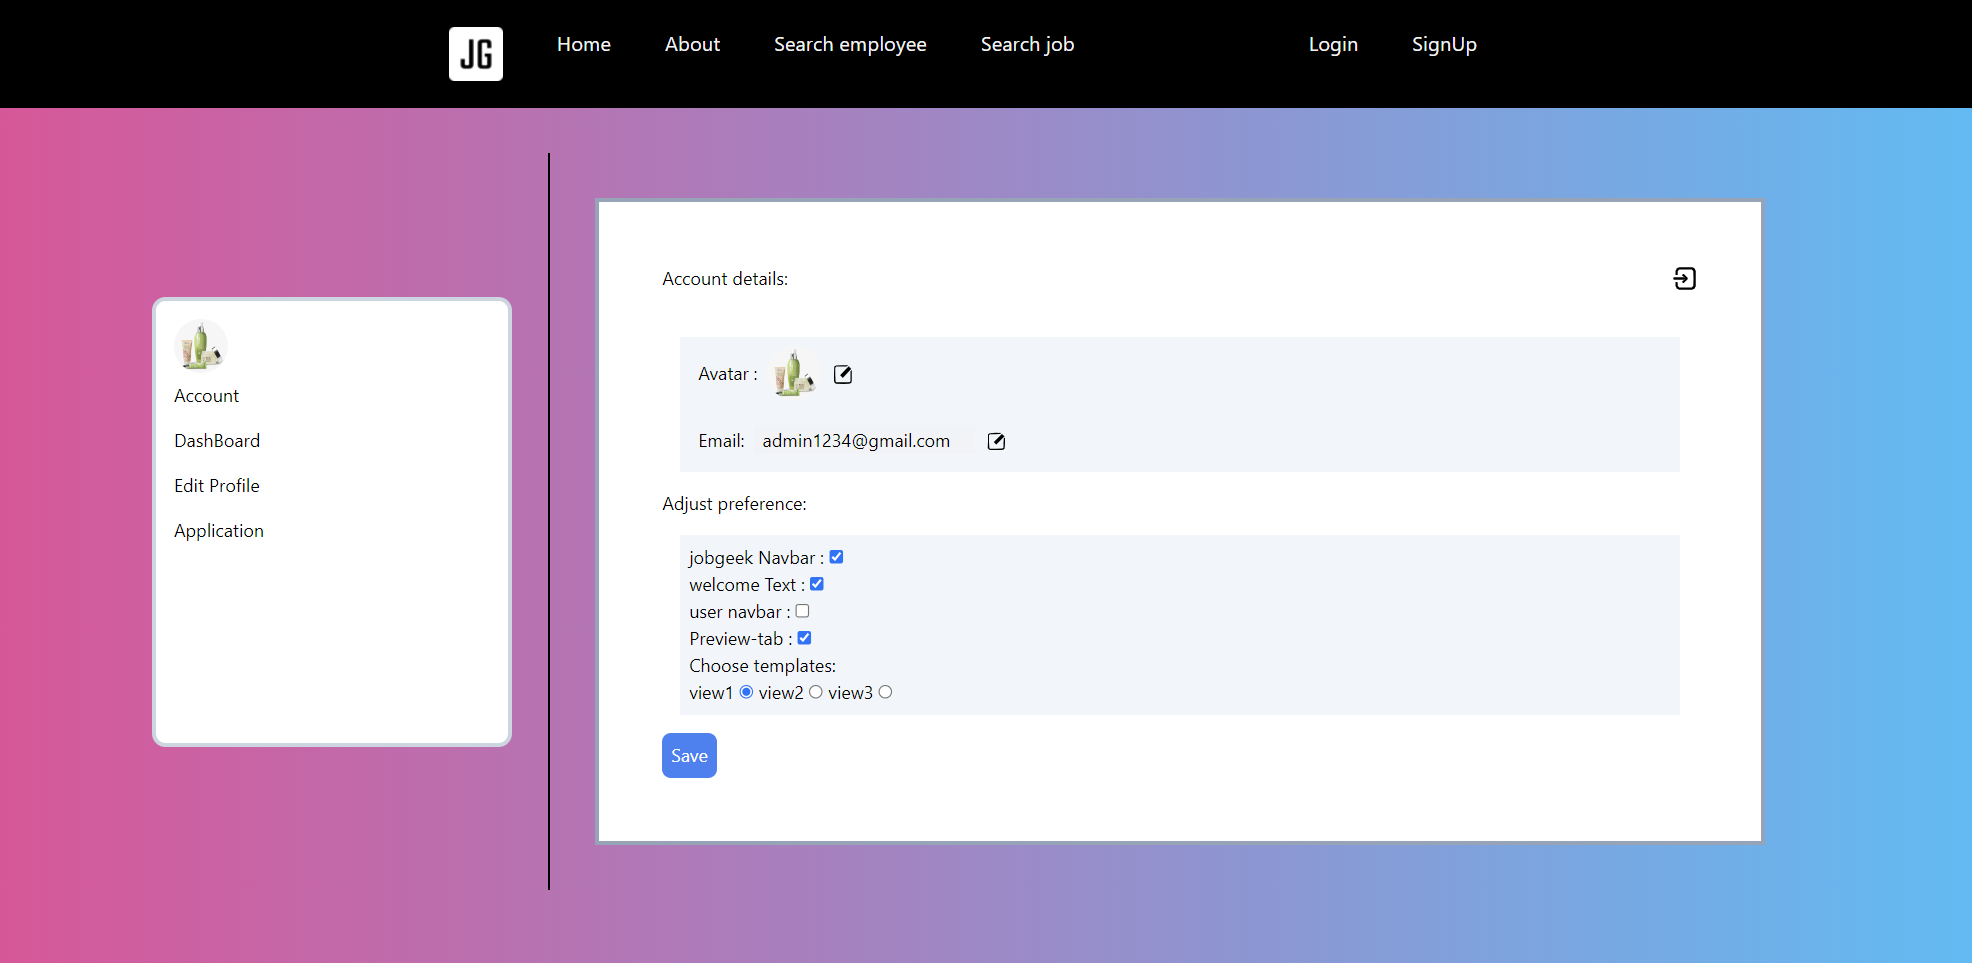 JG
Home About Search employee Search job Login SignUp
Account
DashBoard
Edit Profile
Application
Account details:
Avatar :
Email: admin1234@gmail.com
Adjust preference:
jobgeek Navbar :
welcome Text :
user navbar :
Preview-tab :
Choose templates:
view1 view2 view3
Save